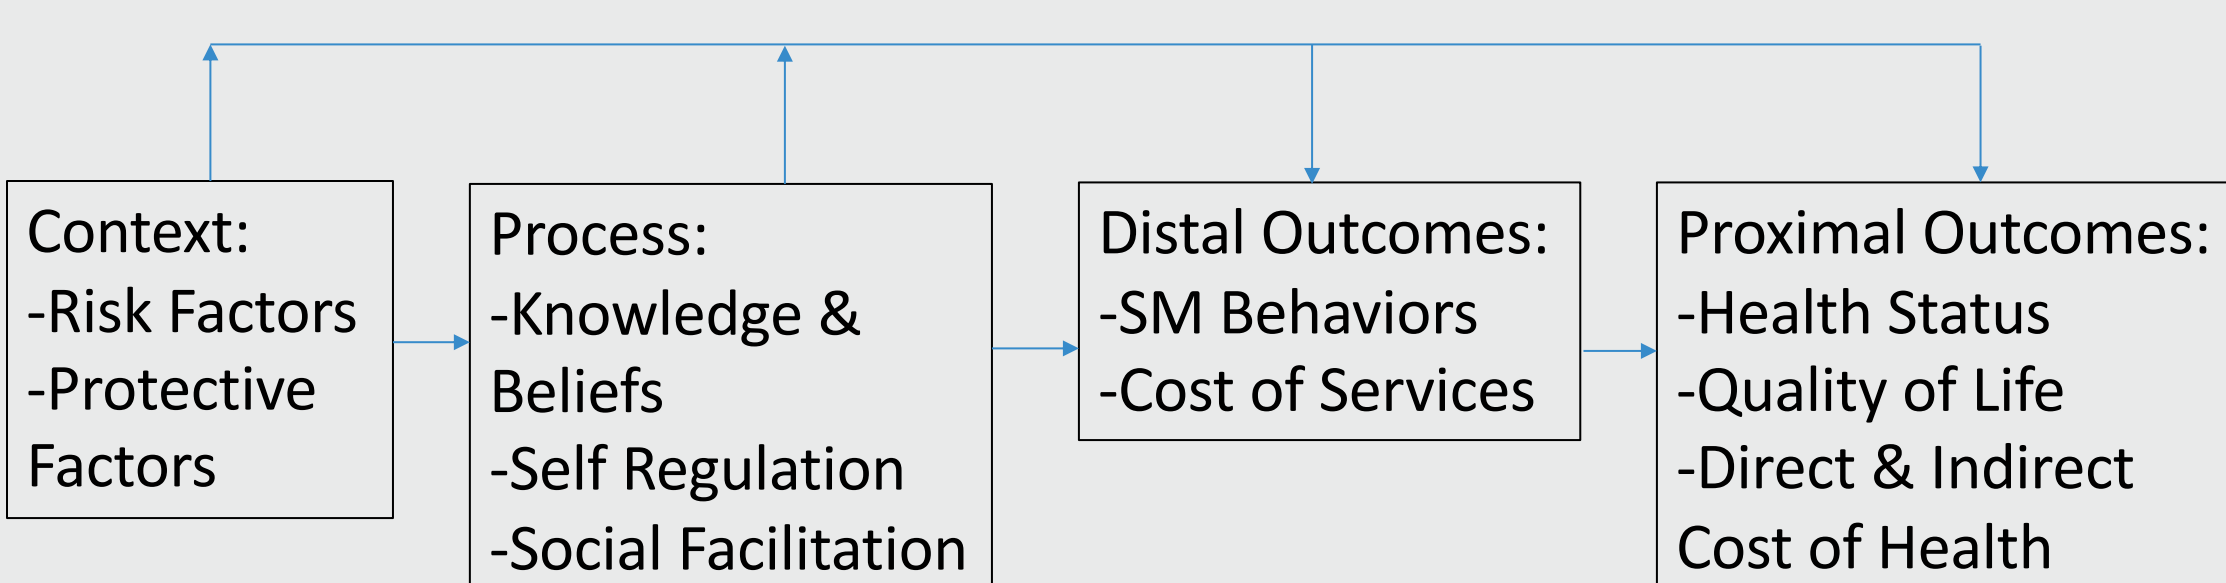 Context:
-Risk Factors
-Protective
Factors
Process:
-Knowledge &
Beliefs
-Self Regulation
-Social Facilitation
Distal Outcomes:
-SM Behaviors
-Cost of Services
Proximal Outcomes:
-Health Status
-Quality of Life
-Direct & Indirect
Cost of Health